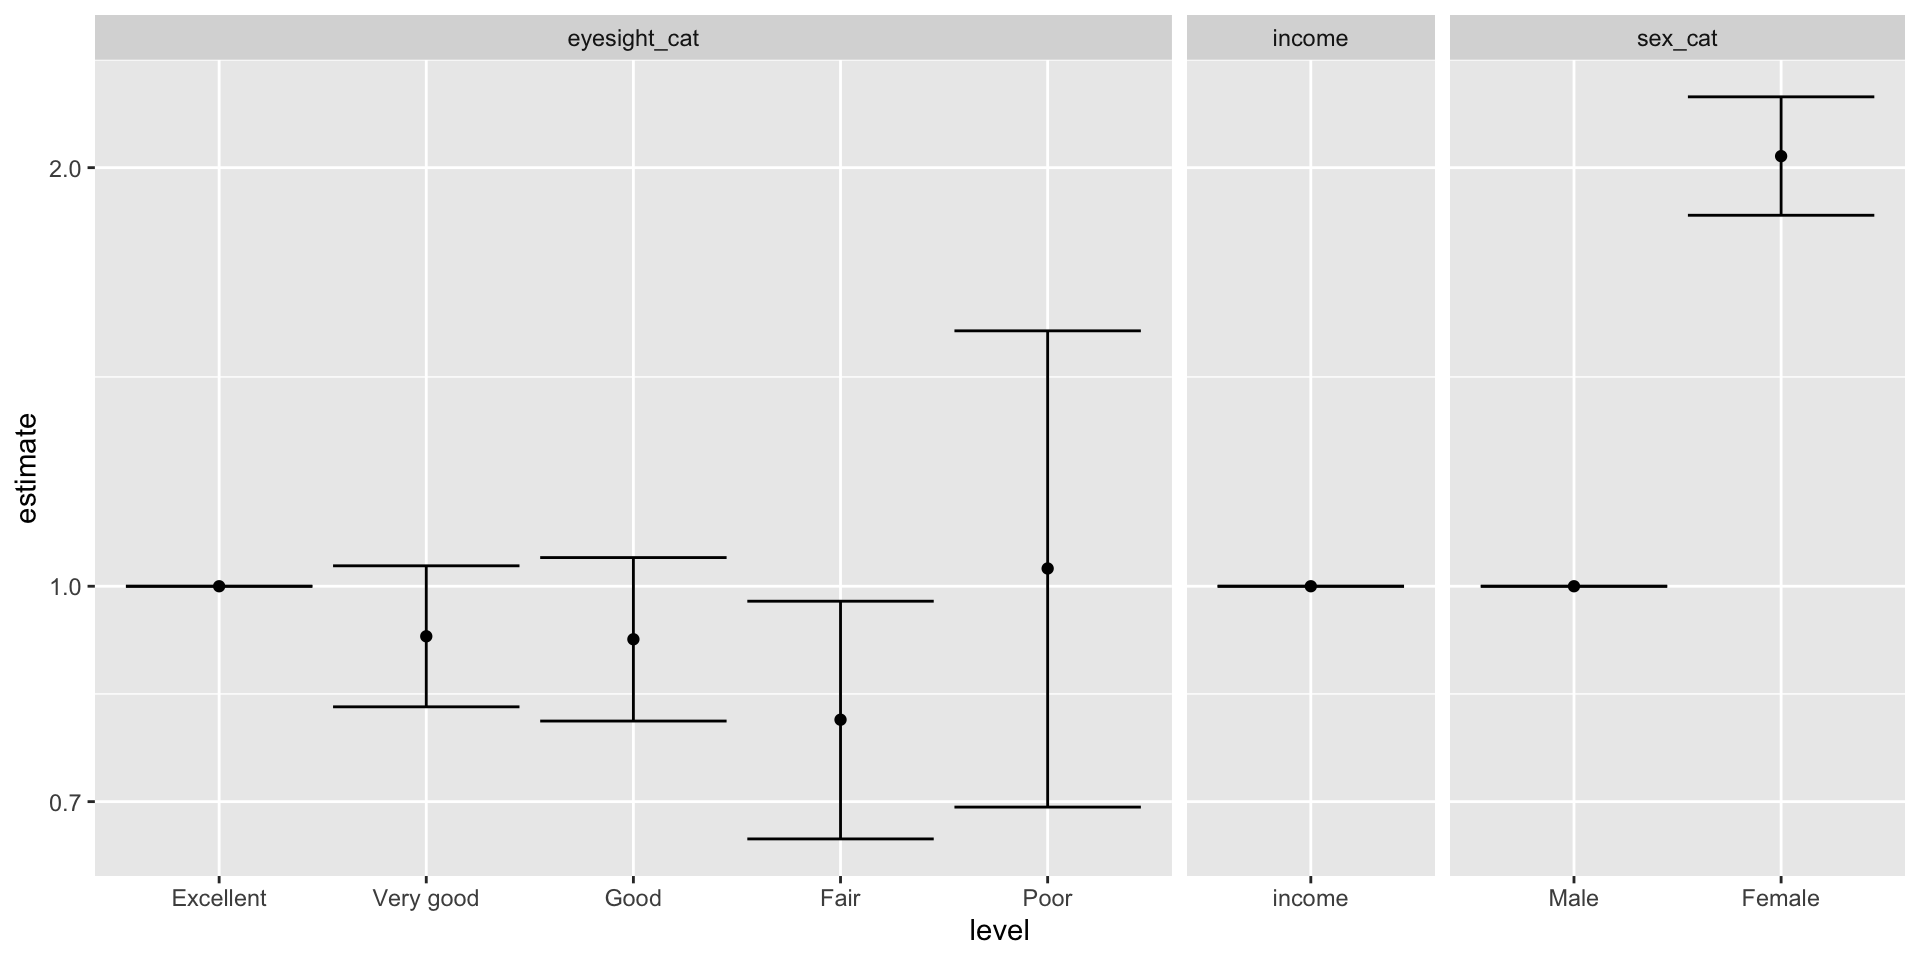 eyesight_cat
income
sex_cat
estimate
2.0
1.0
0.7
Excellent
Very good
Good
Fair
Poor
income
Male
Female
level